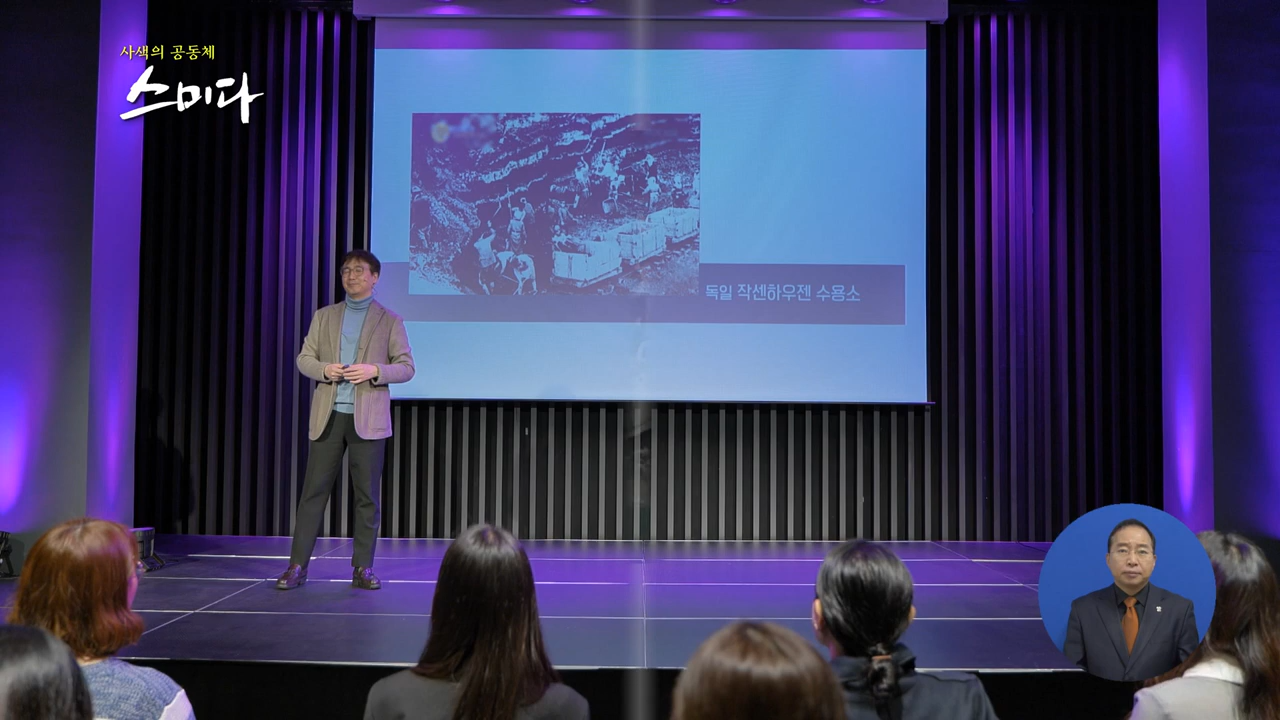 사색의 공동체
스미다
독일 작센하우젠 수용소